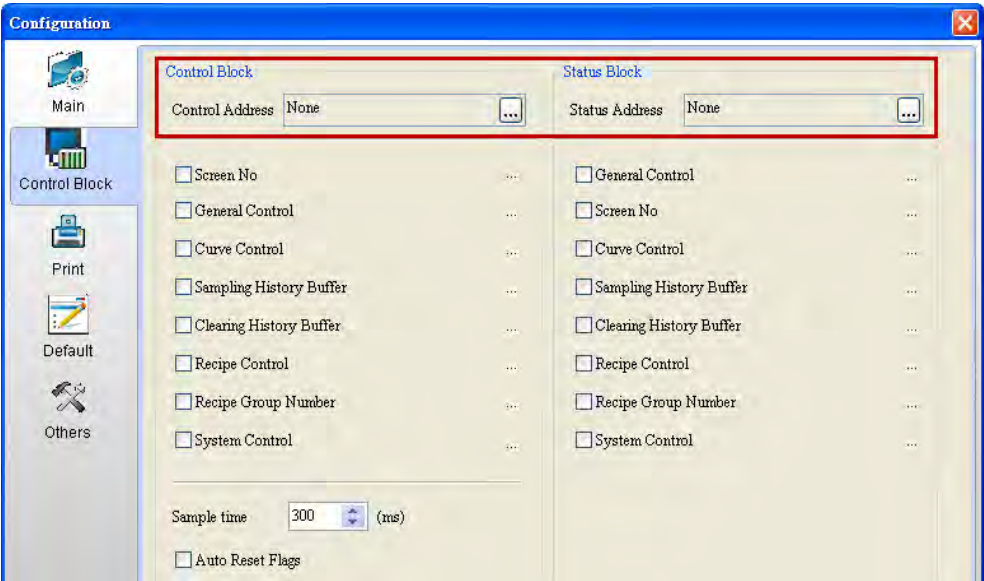 Configuration
Main
Control Block
Print
Default
Others
Control Block
Control Address None ...
Screen No ...
General Control ...
Curve Control ...
Sampling History Buffer ...
Clearing History Buffer ...
Recipe Control ...
Recipe Group Number ...
System Control ...
Sample time 300 (ms)
Auto Reset Flags
Status Block
Status Address None ...
General Control ...
Screen No ...
Curve Control ...
Sampling History Buffer ...
Clearing History Buffer ...
Recipe Control ...
Recipe Group Number ...
System Control ...